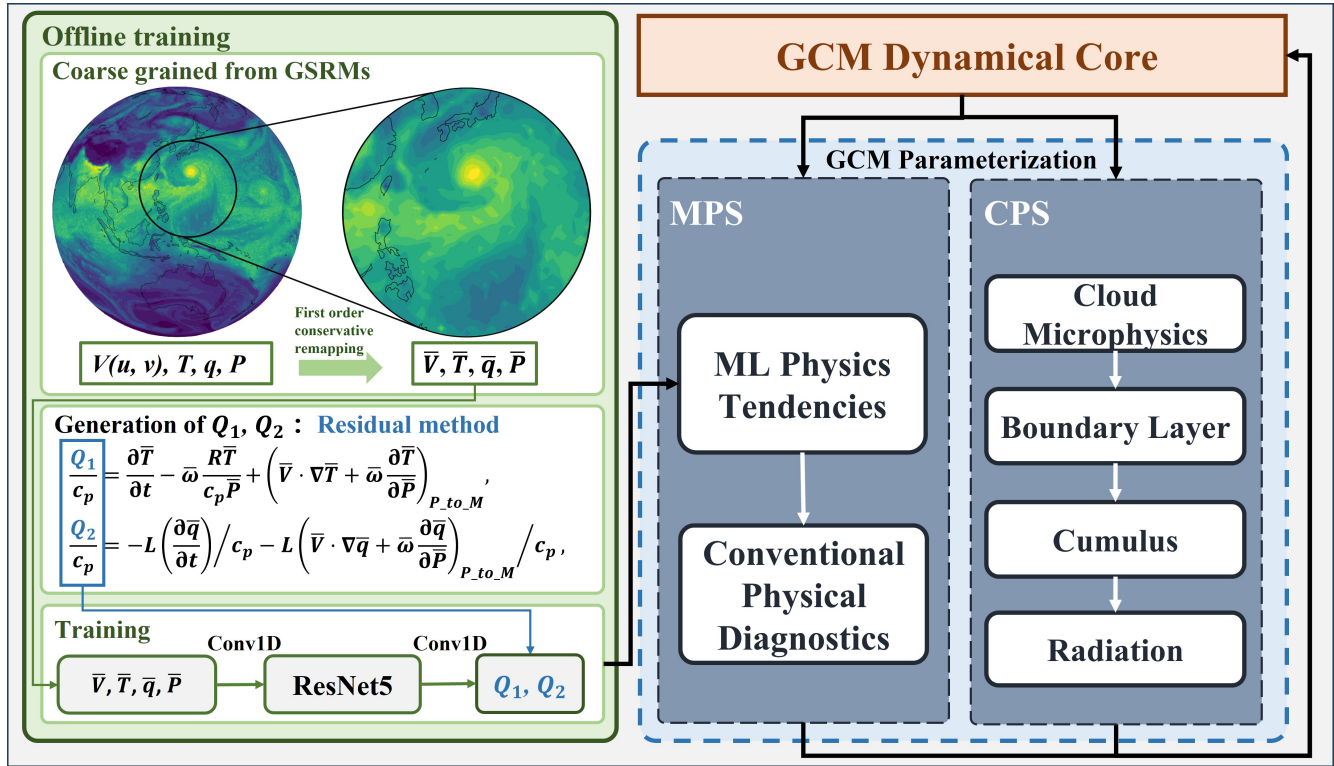 Offline training
Coarse grained from GSRMs
First order
conservative
remapping
V(u, v), T, q, P
V̅, T̅, q̅, P̅
Generation of Q₁, Q₂ : Residual method
Q₁/cₚ = ∂T̅/∂t − ω̅ RT̅/cₚP̅ + (V̅ · ∇T̅ + ω̅ ∂T̅/∂P̅)P_to_M,
Q₂/cₚ = −L(∂q̅/∂t)/cₚ − L(V̅ · ∇q̅ + ω̅ ∂q̅/∂P̅)P_to_M/cₚ,
Training
Conv1D
Conv1D
V̅, T̅, q̅, P̅
ResNet5
Q₁, Q₂
GCM Dynamical Core
GCM Parameterization
MPS
ML Physics
Tendencies
Conventional
Physical
Diagnostics
CPS
Cloud
Microphysics
Boundary Layer
Cumulus
Radiation